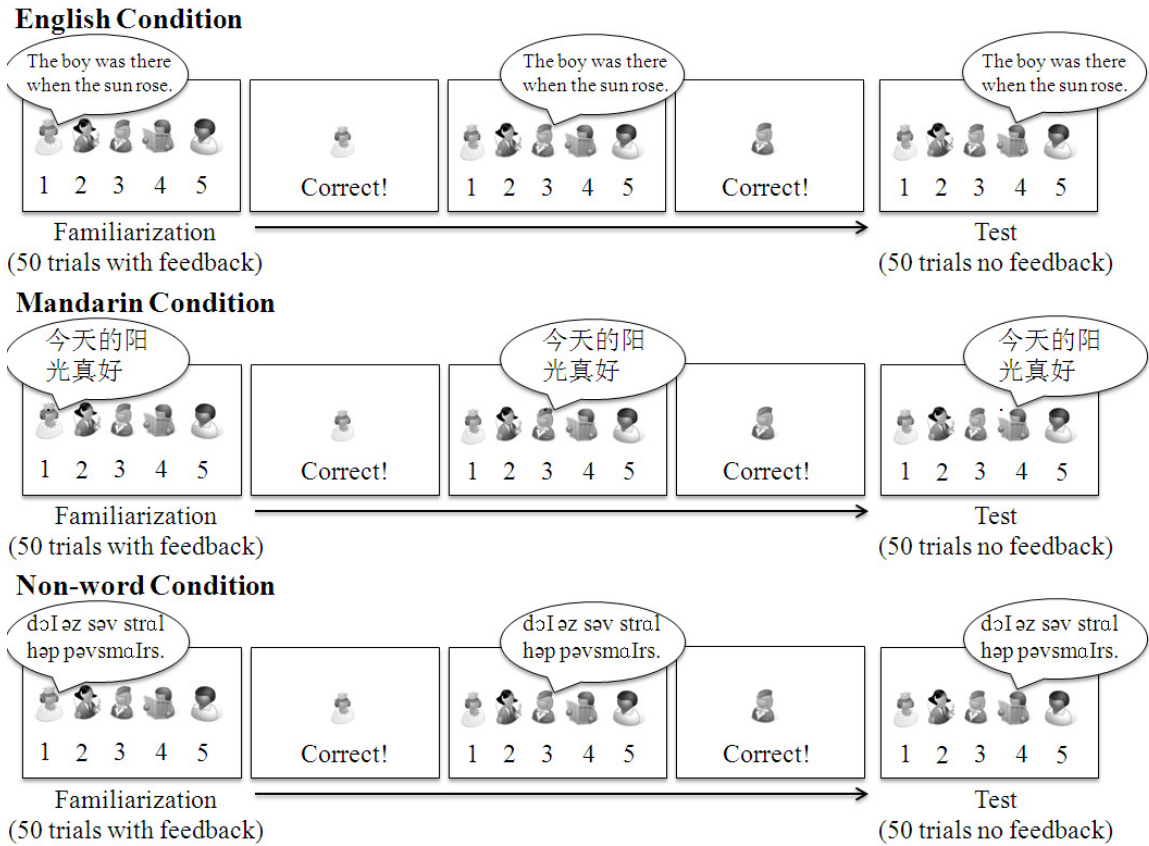 English Condition
The boy was there
when the sun rose.
The boy was there
when the sun rose.
The boy was there
when the sun rose.
1 2 3 4 5
Correct!
1 2 3 4 5
Correct!
1 2 3 4 5
Familiarization
(50 trials with feedback)
Test
(50 trials no feedback)
Mandarin Condition
今天的阳
光真好
今天的阳
光真好
今天的阳
光真好
1 2 3 4 5
Correct!
1 2 3 4 5
Correct!
1 2 3 4 5
Familiarization
(50 trials with feedback)
Test
(50 trials no feedback)
Non-word Condition
dɔI əz səv strɑl
həp pəvsmɑIrs.
dɔI əz səv strɑl
həp pəvsmɑIrs.
dɔI əz səv strɑl
həp pəvsmɑIrs.
1 2 3 4 5
Correct!
1 2 3 4 5
Correct!
1 2 3 4 5
Familiarization
(50 trials with feedback)
Test
(50 trials no feedback)